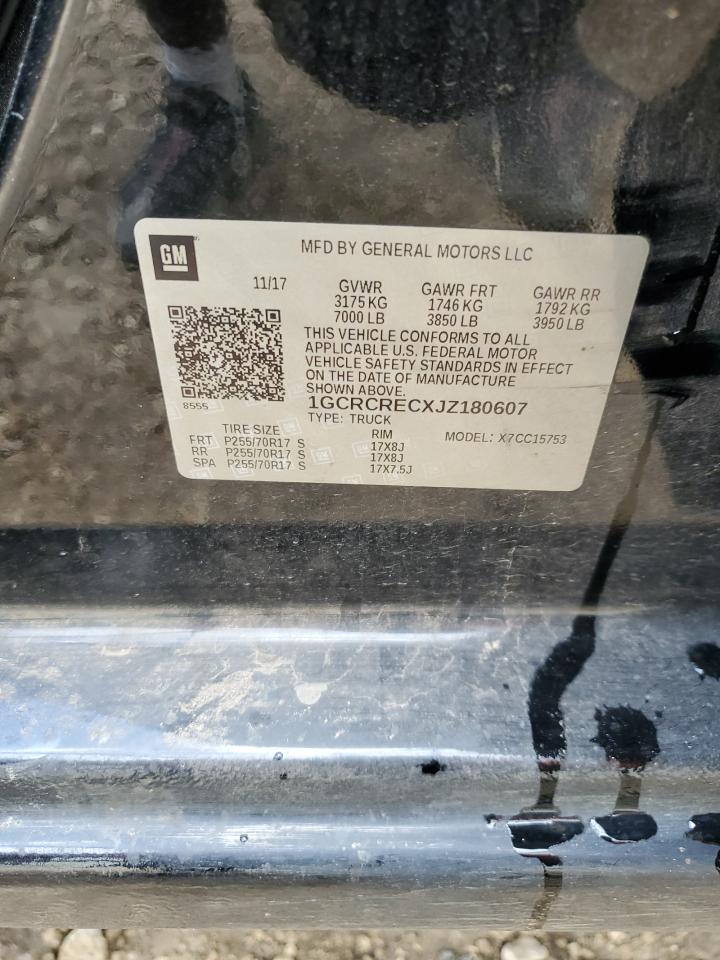 GM
MFD BY GENERAL MOTORS LLC
11/17 GVWR GAWR FRT GAWR RR
3175 KG 1746 KG 1792 KG
7000 LB 3850 LB 3950 LB
THIS VEHICLE CONFORMS TO ALL
APPLICABLE U.S. FEDERAL MOTOR
VEHICLE SAFETY STANDARDS IN EFFECT
ON THE DATE OF MANUFACTURE
SHOWN ABOVE.
8555
1GCRCRECXJZ180607
TYPE: TRUCK
MODEL: X7CC15753
TIRE SIZE RIM
FRT P255/70R17 S 17X8J
RR P255/70R17 S 17X8J
SPA P255/70R17 S 17X7.5J